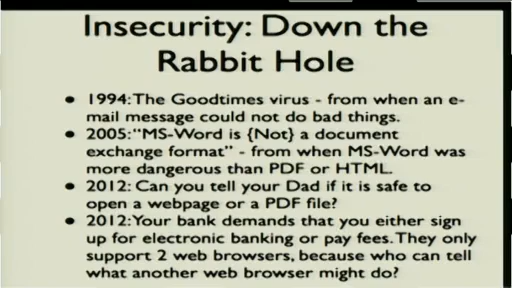 Insecurity: Down the
Rabbit Hole
• 1994:The Goodtimes virus - from when an e-
mail message could not do bad things.
• 2005:“MS-Word is {Not} a document
exchange format” - from when MS-Word was
more dangerous than PDF or HTML.
• 2012: Can you tell your Dad if it is safe to
open a webpage or a PDF file?
• 2012:Your bank demands that you either sign
up for electronic banking or pay fees.They only
support 2 web browsers, because who can tell
what another web browser might do?